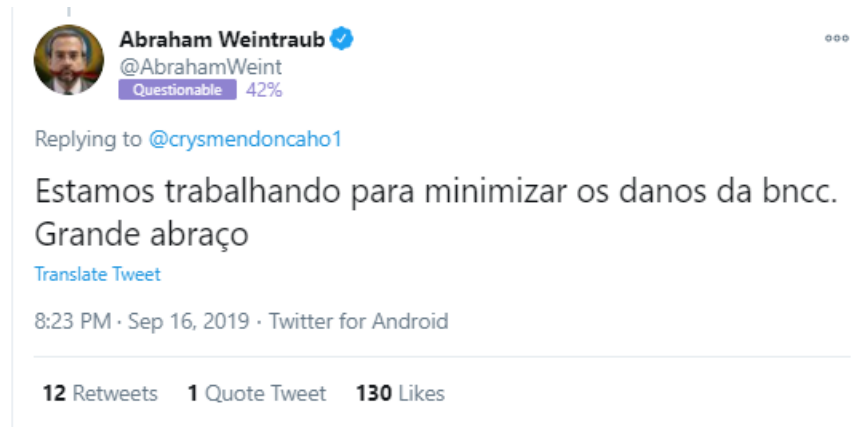 Abraham Weintraub
@AbrahamWeint
Questionable 42%
Replying to @crysmendoncaho1
Estamos trabalhando para minimizar os danos da bncc.
Grande abraço
Translate Tweet
8:23 PM · Sep 16, 2019 · Twitter for Android
12 Retweets 1 Quote Tweet 130 Likes